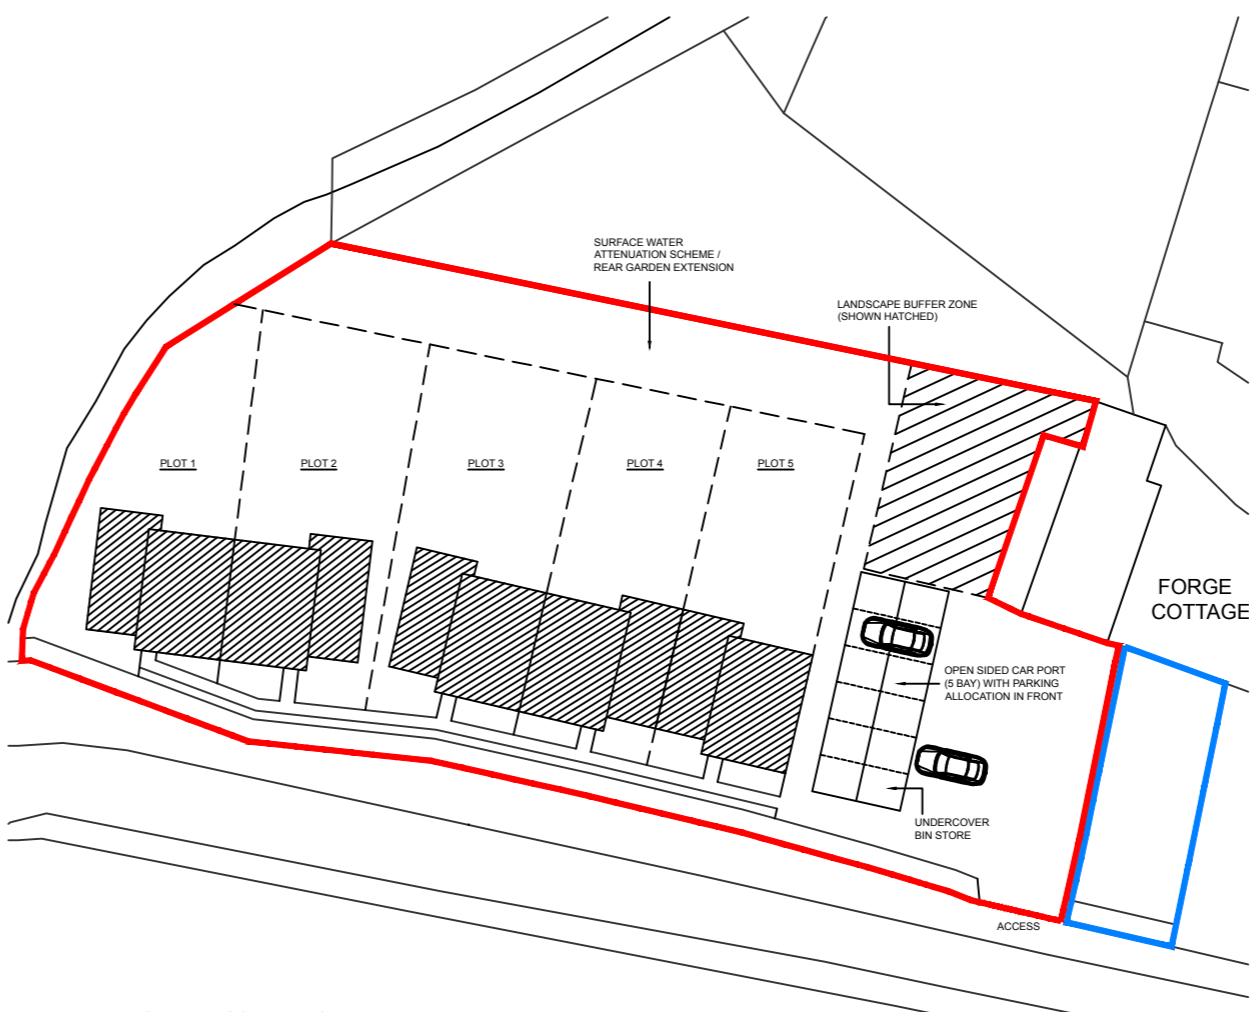 SURFACE WATER
ATTENUATION SCHEME /
REAR GARDEN EXTENSION
LANDSCAPE BUFFER ZONE
(SHOWN HATCHED)
PLOT 1
PLOT 2
PLOT 3
PLOT 4
PLOT 5
FORGE
COTTAGE
OPEN SIDED CAR PORT
(5 BAY) WITH PARKING
ALLOCATION IN FRONT
UNDERCOVER
BIN STORE
ACCESS